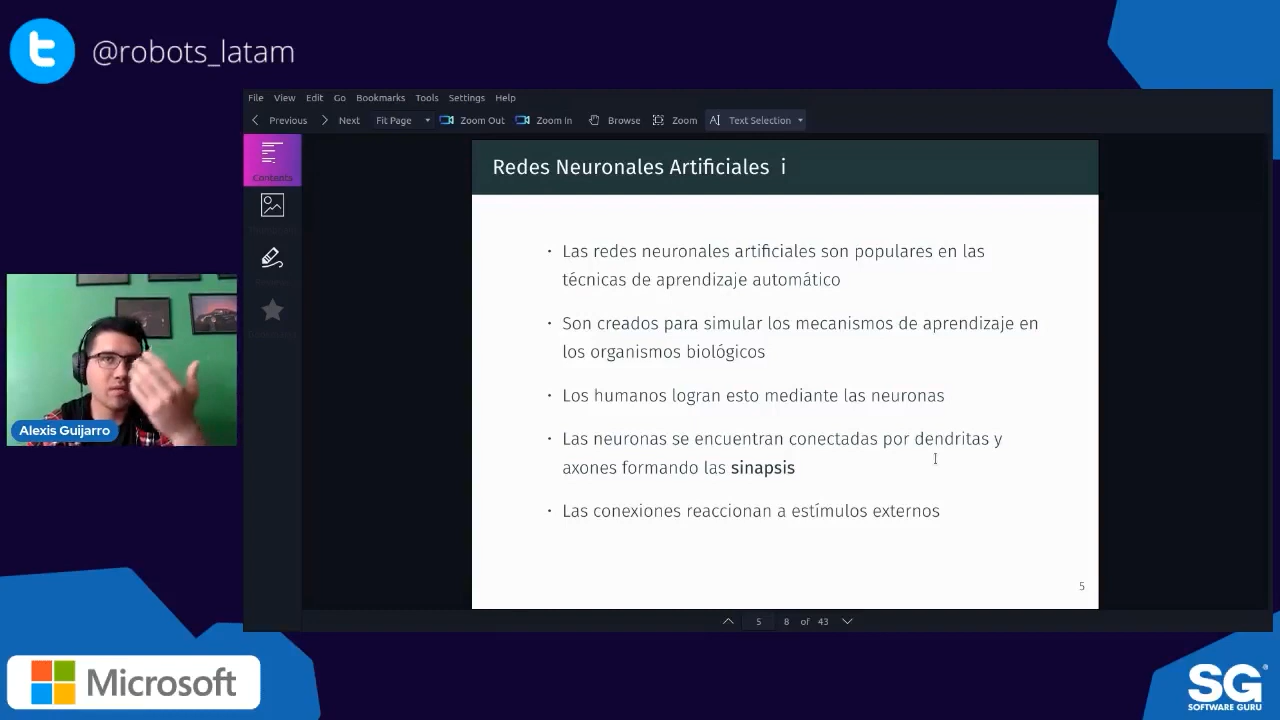 @robots_latam
File View Edit Go Bookmarks Tools Settings Help
Previous Next Fit Page Zoom Out Zoom In Browse Zoom Text Selection
Contents
Redes Neuronales Artificiales i
· Las redes neuronales artificiales son populares en las
técnicas de aprendizaje automático
· Son creados para simular los mecanismos de aprendizaje en
los organismos biológicos
· Los humanos logran esto mediante las neuronas
· Las neuronas se encuentran conectadas por dendritas y
axones formando las sinapsis
· Las conexiones reaccionan a estímulos externos
5
Alexis Guijarro
5 8 of 43
Microsoft
SG
SOFTWARE GURU